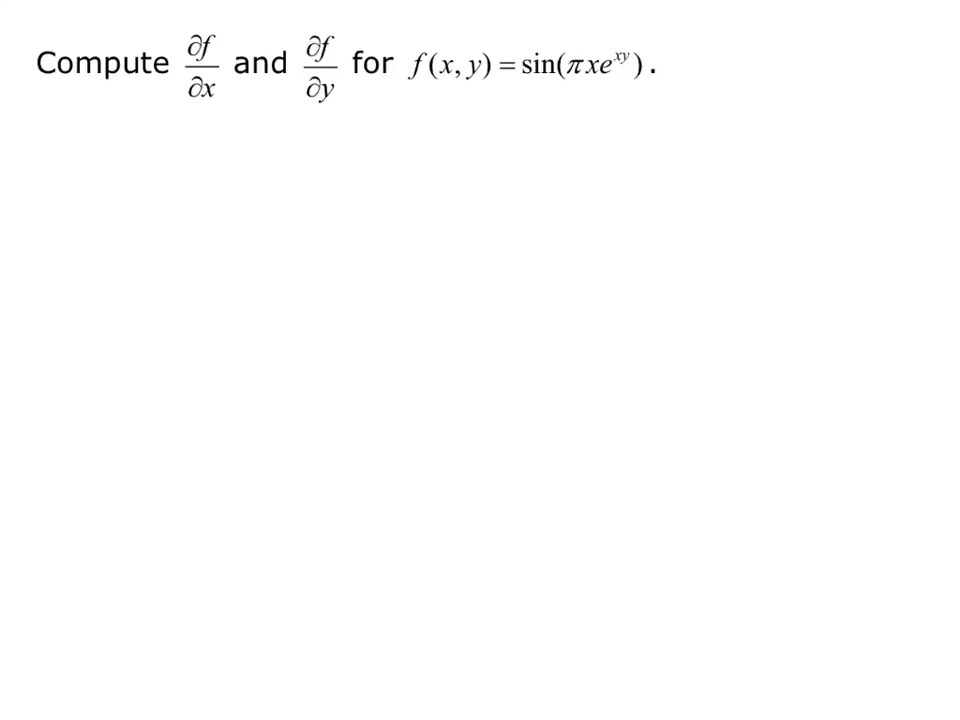 Compute ∂f/∂x and ∂f/∂y for f(x, y) = sin(πxe^{xy}).